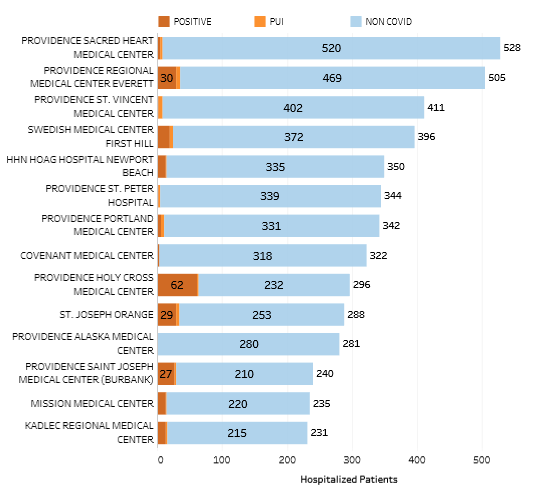 POSITIVE PUI NON COVID
PROVIDENCE SACRED HEART
MEDICAL CENTER
520 528
PROVIDENCE REGIONAL
MEDICAL CENTER EVERETT
30 469 505
PROVIDENCE ST. VINCENT
MEDICAL CENTER
402 411
SWEDISH MEDICAL CENTER
FIRST HILL
372 396
HHN HOAG HOSPITAL NEWPORT
BEACH
335 350
PROVIDENCE ST. PETER
HOSPITAL
339 344
PROVIDENCE PORTLAND
MEDICAL CENTER
331 342
COVENANT MEDICAL CENTER 318 322
PROVIDENCE HOLY CROSS
MEDICAL CENTER
62 232 296
ST. JOSEPH ORANGE 29 253 288
PROVIDENCE ALASKA MEDICAL
CENTER
280 281
PROVIDENCE SAINT JOSEPH
MEDICAL CENTER (BURBANK)
27 210 240
MISSION MEDICAL CENTER 220 235
KADLEC REGIONAL MEDICAL
CENTER
215 231
0 100 200 300 400 500
Hospitalized Patients